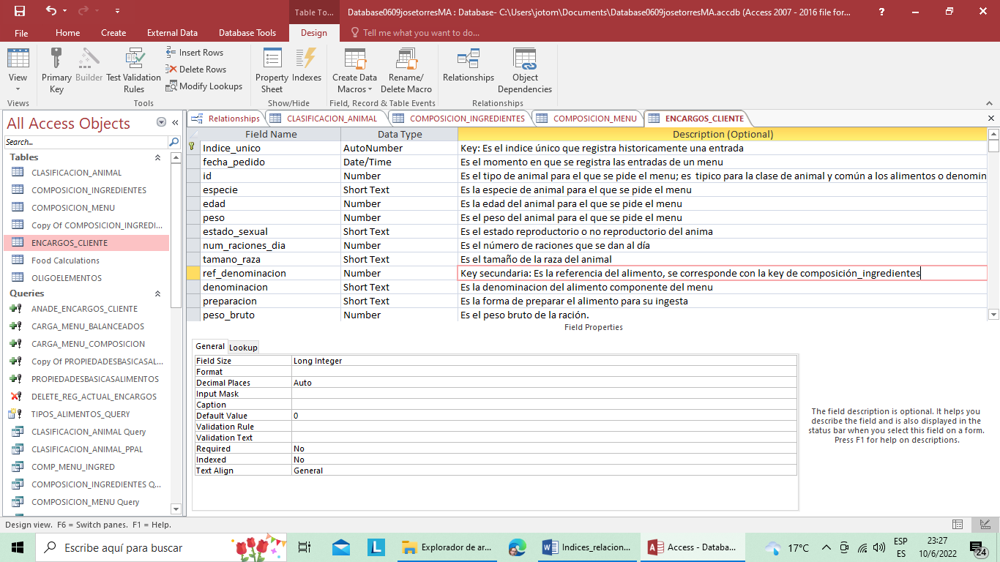 Table To... Database0609josetorresMA : Database- C:\Users\jotom\Documents\Database0609josetorresMA.accdb (Access 2007 - 2016 file for... ?
File Home Create External Data Database Tools Design Tell me what you want to do...
View Primary Key Builder Test Validation Rules Insert Rows Delete Rows Modify Lookups Property Sheet Indexes Create Data Macros Rename/ Delete Macro Relationships Object Dependencies
Views Tools Show/Hide Field, Record & Table Events Relationships
All Access Objects
Search...
Tables
CLASIFICACION_ANIMAL
COMPOSICION_INGREDIENTES
COMPOSICION_MENU
Copy Of COMPOSICION_INGREDI...
ENCARGOS_CLIENTE
Food Calculations
OLIGOELEMENTOS
Queries
ANADE_ENCARGOS_CLIENTE
CARGA_MENU_BALANCEADOS
CARGA_MENU_COMPOSICION
Copy Of PROPIEDADESBASICASAL...
PROPIEDADESBASICASALIMENTOS
DELETE_REG_ACTUAL_ENCARGOS
TIPOS_ALIMENTOS_QUERY
CLASIFICACION_ANIMAL Query
CLASIFICACION_ANIMAL_PPAL
COMP_MENU_INGRED
COMPOSICION_INGREDIENTES Q...
COMPOSICION_MENU Query
Relationships CLASIFICACION_ANIMAL COMPOSICION_INGREDIENTES COMPOSICION_MENU ENCARGOS_CLIENTE
Field Name Data Type Description (Optional)
Indice_unico AutoNumber Key: Es el indice único que registra historicamente una entrada
fecha_pedido Date/Time Es el momento en que se registra las entradas de un menu
id Number Es el tipo de animal para el que se pide el menu; es  tipico para la clase de animal y común a los alimentos o denomin
especie Short Text Es la especie de animal para el que se pide el menu
edad Number Es la edad del animal para el que se pide el menu
peso Number Es el peso del animal para el que se pide el menu
estado_sexual Short Text Es el estado reproductorio o no reproductorio del anima
num_raciones_dia Number Es el número de raciones que se dan al día
tamano_raza Short Text Es el tamaño de la raza del animal
ref_denominacion Number Key secundaria: Es la referencia del alimento, se corresponde con la key de composición_ingredientes
denominacion Short Text Es la denominacion del alimento componente del menu
preparacion Short Text Es la forma de preparar el alimento para su ingesta
peso_bruto Number Es el peso bruto de la ración.
Field Properties
General Lookup
Field Size Long Integer
Format
Decimal Places Auto
Input Mask
Caption
Default Value 0
Validation Rule
Validation Text
Required No
Indexed No
Text Align General
The field description is optional. It helps you
describe the field and is also displayed in the
status bar when you select this field on a form.
Press F1 for help on descriptions.
Design view.  F6 = Switch panes.  F1 = Help.
Escribe aquí para buscar L Explorador de ar... Indices_relacion... Access - Databa... 17°C ESP ES 23:27 10/6/2022 24